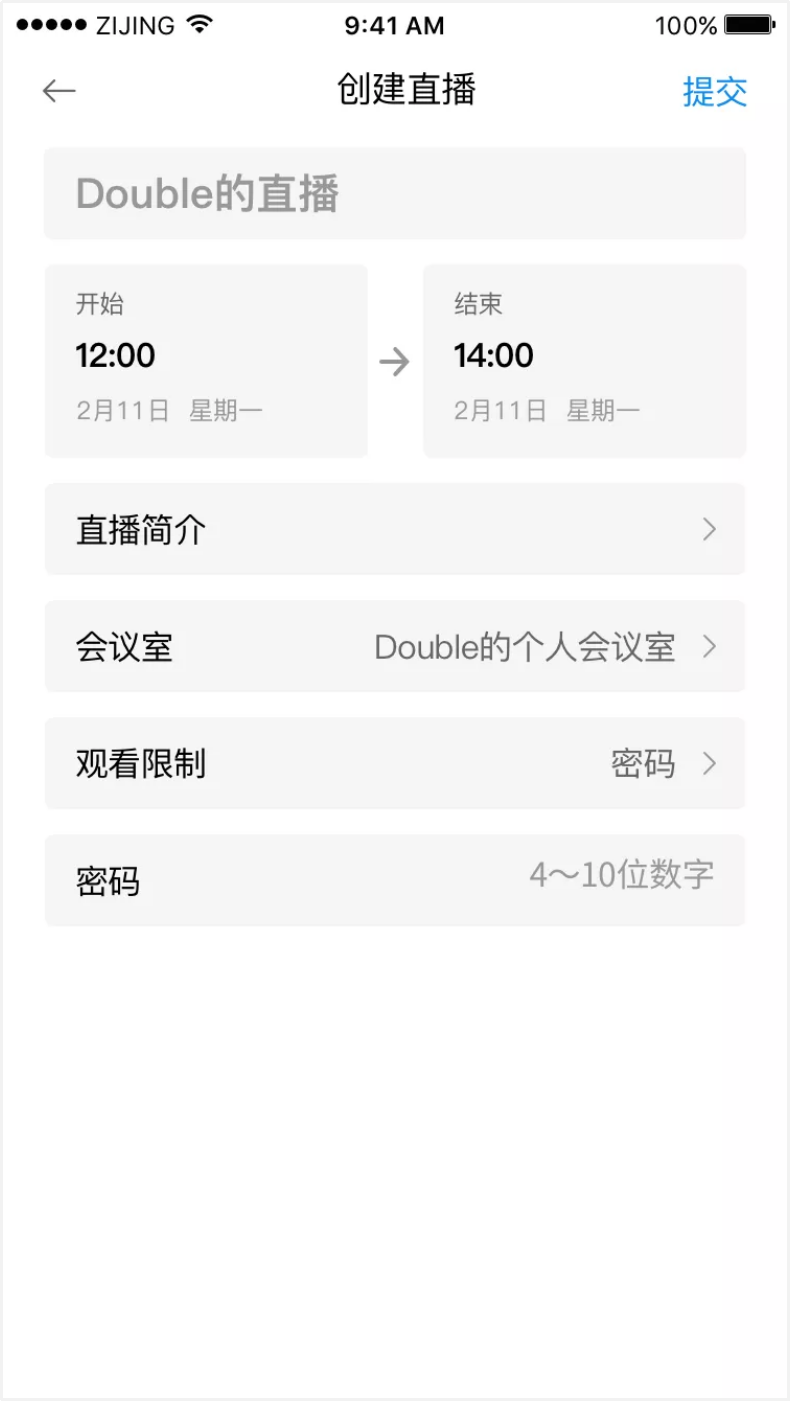 ZIJING 9:41 AM 100%
创建直播 提交
Double的直播
开始 结束
12:00 14:00
2月11日 星期一 2月11日 星期一
直播简介
会议室 Double的个人会议室
观看限制 密码
密码 4～10位数字